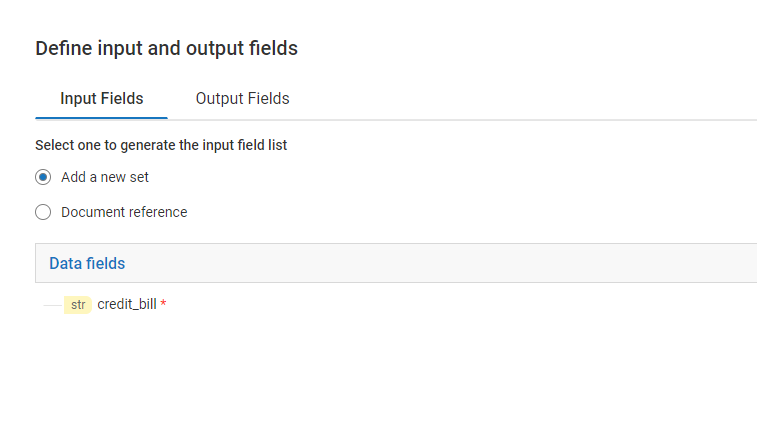 Define input and output fields
Input Fields Output Fields
Select one to generate the input field list
Add a new set
Document reference
Data fields
str credit_bill *